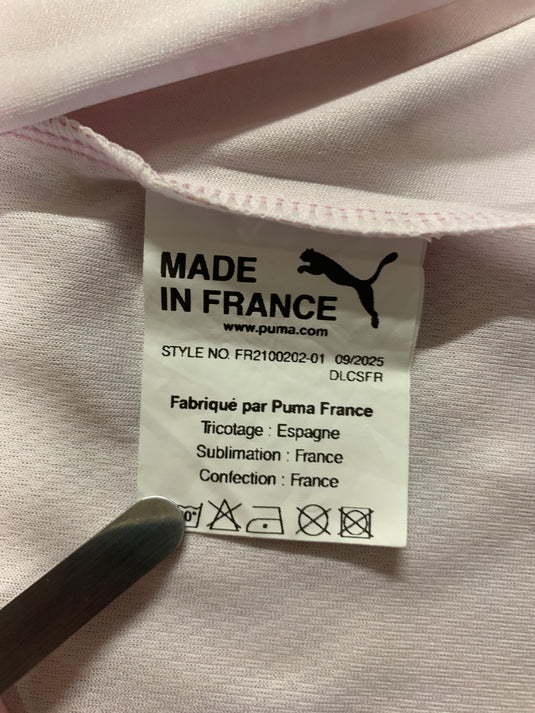 MADE
IN FRANCE
www.puma.com
STYLE NO. FR2100202-01 09/2025
DLCSFR
Fabriqué par Puma France
Tricotage : Espagne
Sublimation : France
Confection : France